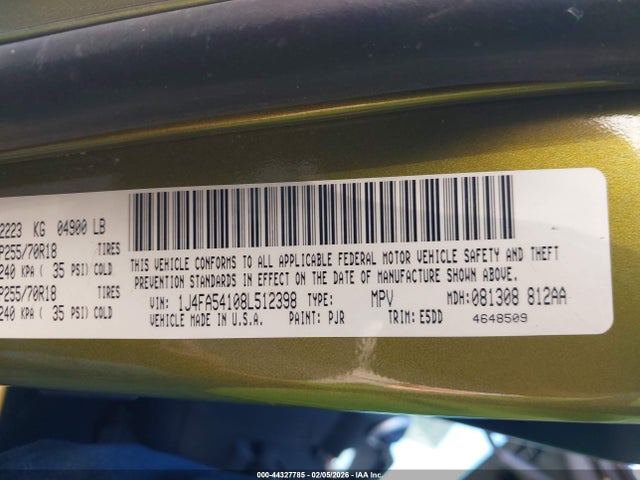 2223 KG 04900 LB
P255/70R18 TIRES
240 KPA ( 35 PSI) COLD
P255/70R18 TIRES
240 KPA ( 35 PSI) COLD
THIS VEHICLE CONFORMS TO ALL APPLICABLE FEDERAL MOTOR VEHICLE SAFETY AND THEFT
PREVENTION STANDARDS IN EFFECT ON THE DATE OF MANUFACTURE SHOWN ABOVE.
VIN: 1J4FA54108L512398 TYPE: MPV MDH: 081308 812AA
VEHICLE MADE IN U.S.A. PAINT: PJR TRIM: E5DD 4648509
000-44327785 - 02/05/2026 - IAA Inc.